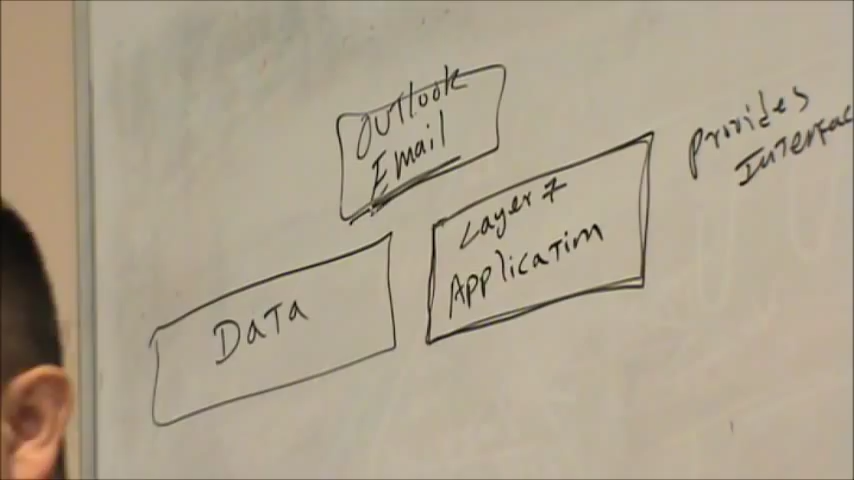 Outlook
Email
Layer 7
Application
Data
Provides
Interfac